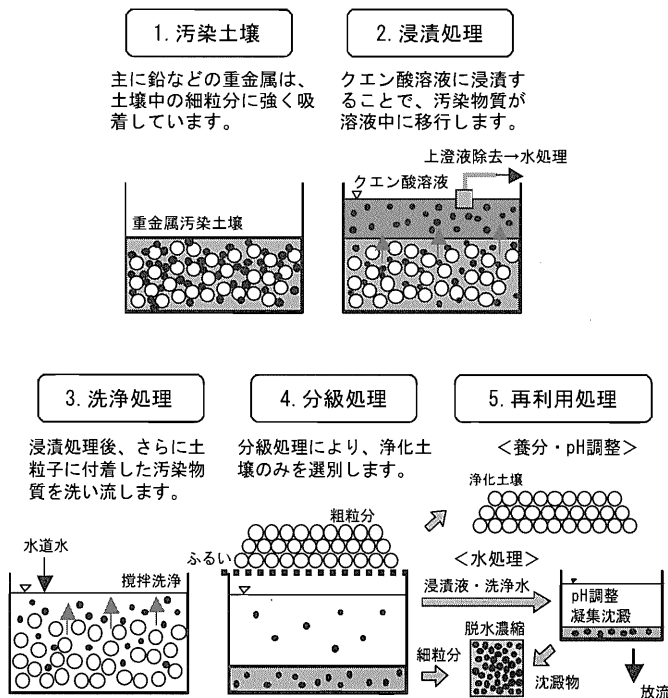 1. 汚染土壌
主に鉛などの重金属は、
土壌中の細粒分に強く吸
着しています。
重金属汚染土壌
2. 浸漬処理
クエン酸溶液に浸漬す
ることで、汚染物質が
溶液中に移行します。
上澄液除去→水処理
クエン酸溶液
3. 洗浄処理
浸漬処理後、さらに土
粒子に付着した汚染物
質を洗い流します。
水道水
撹拌洗浄
4. 分級処理
分級処理により、浄化土
壌のみを選別します。
粗粒分
ふるい
細粒分
5. 再利用処理
<養分・pH調整>
浄化土壌
<水処理>
浸漬液・洗浄水
pH調整
凝集沈澱
脱水濃縮
沈澱物
放流